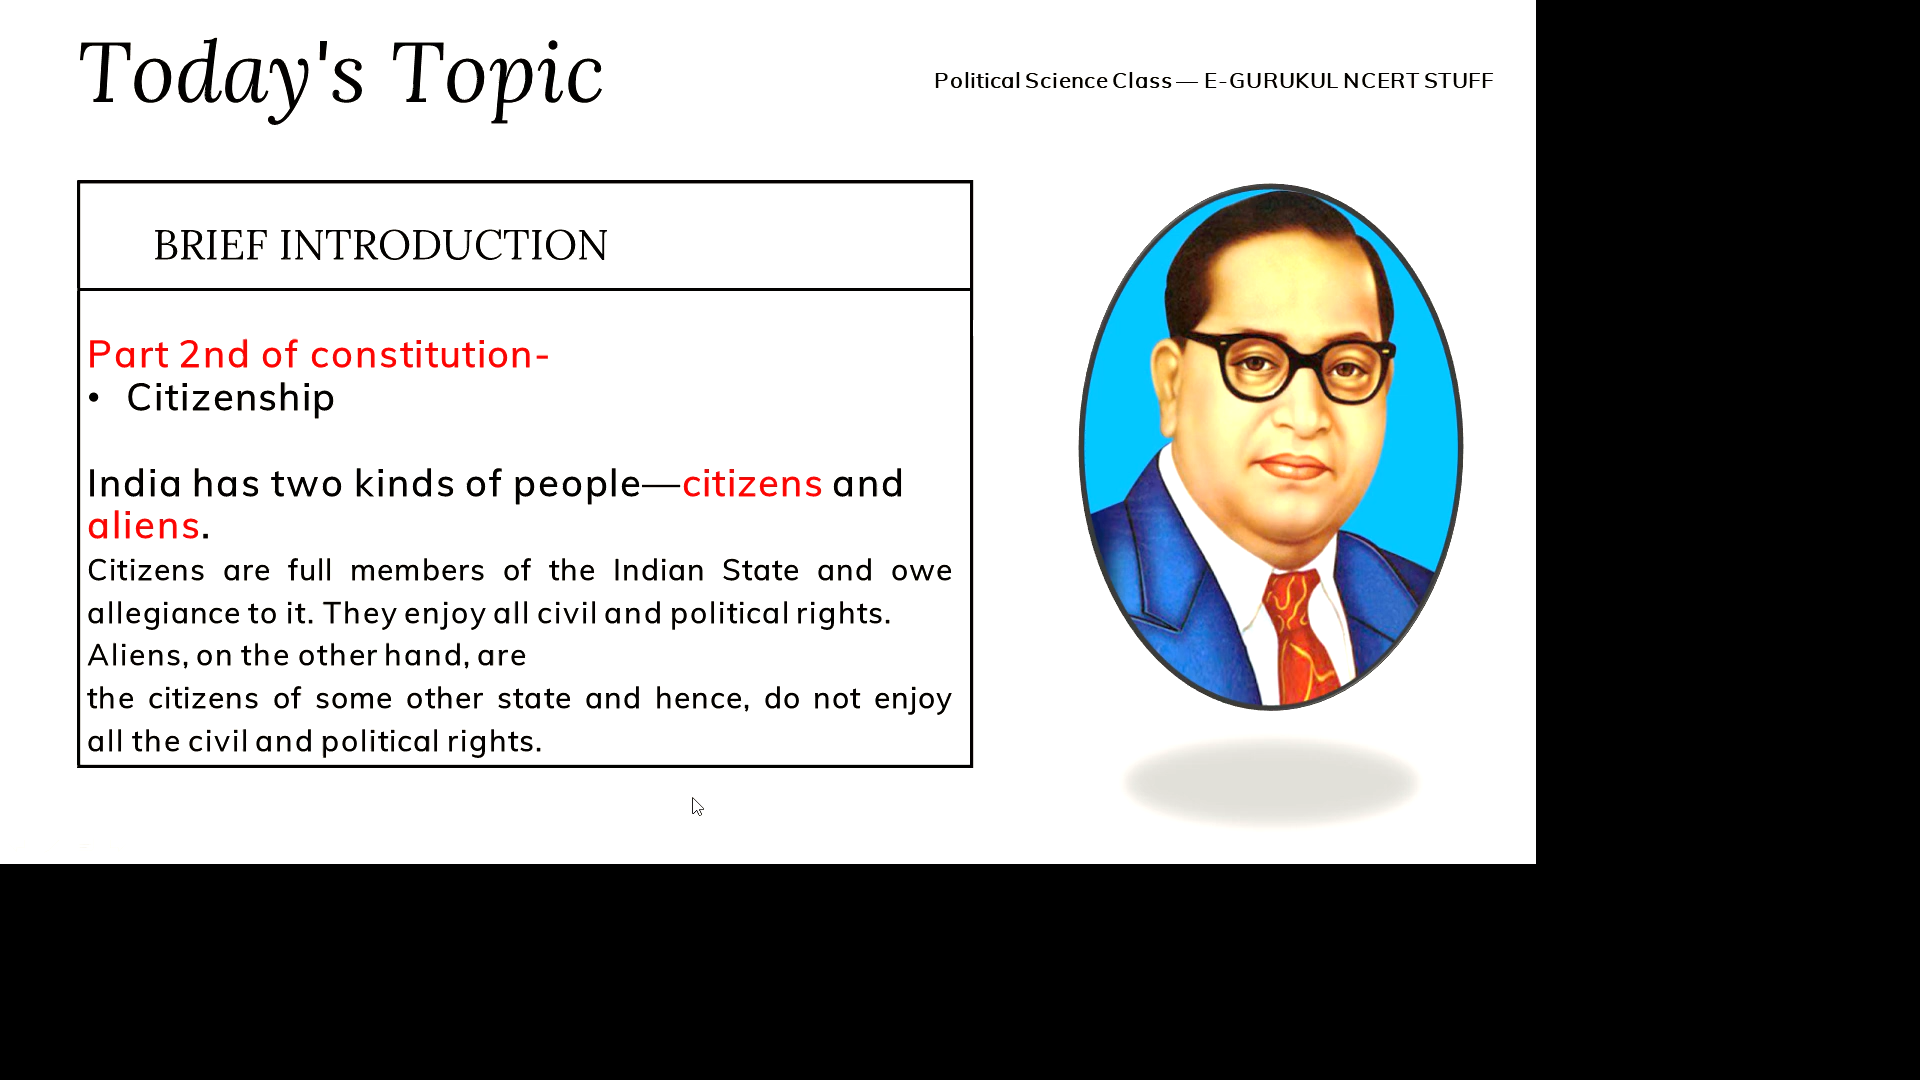 Today's Topic
Political Science Class — E-GURUKUL NCERT STUFF
BRIEF INTRODUCTION
Part 2nd of constitution-
• Citizenship
India has two kinds of people—citizens and
aliens.
Citizens are full members of the Indian State and owe
allegiance to it. They enjoy all civil and political rights.
Aliens, on the other hand, are
the citizens of some other state and hence, do not enjoy
all the civil and political rights.